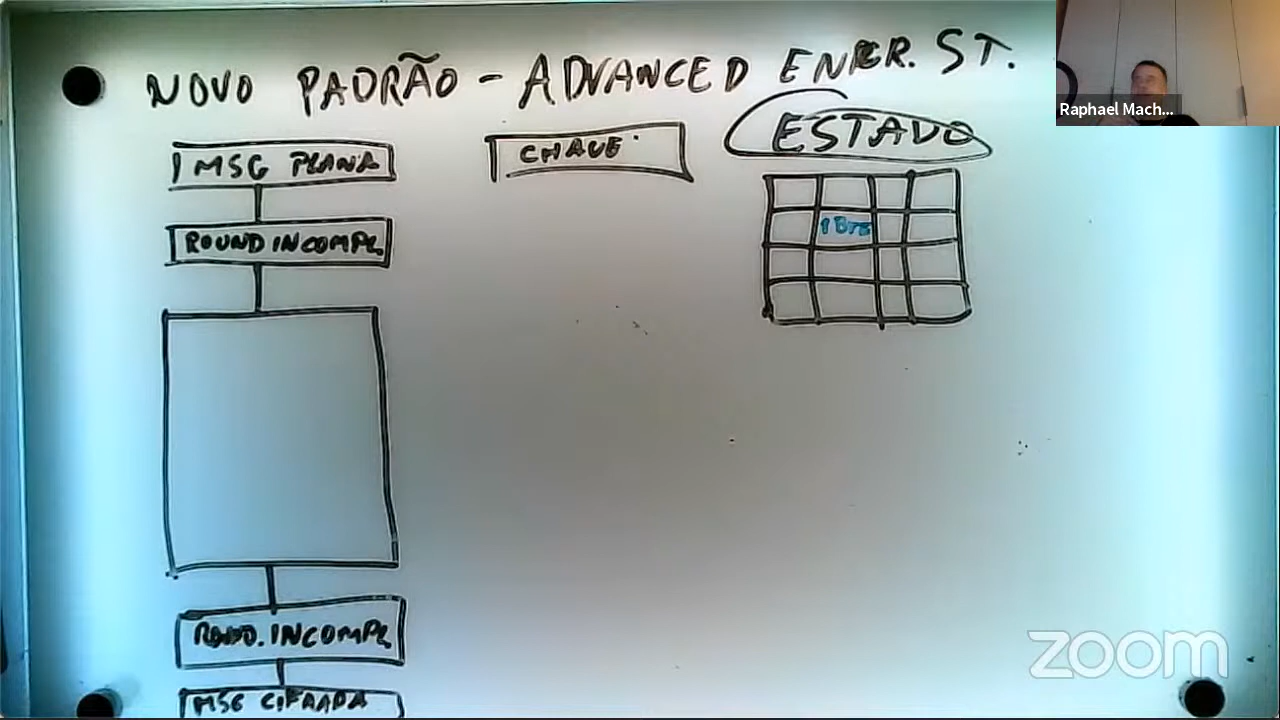 NOVO PADRÃO - ADVANCED ENCR. ST.
MSG PLANA
CHAVE
ESTADO
ROUND INCOMPL
1 BYTE
ROUND. INCOMPL
MSG CIFRADA
Raphael Mach...
zoom